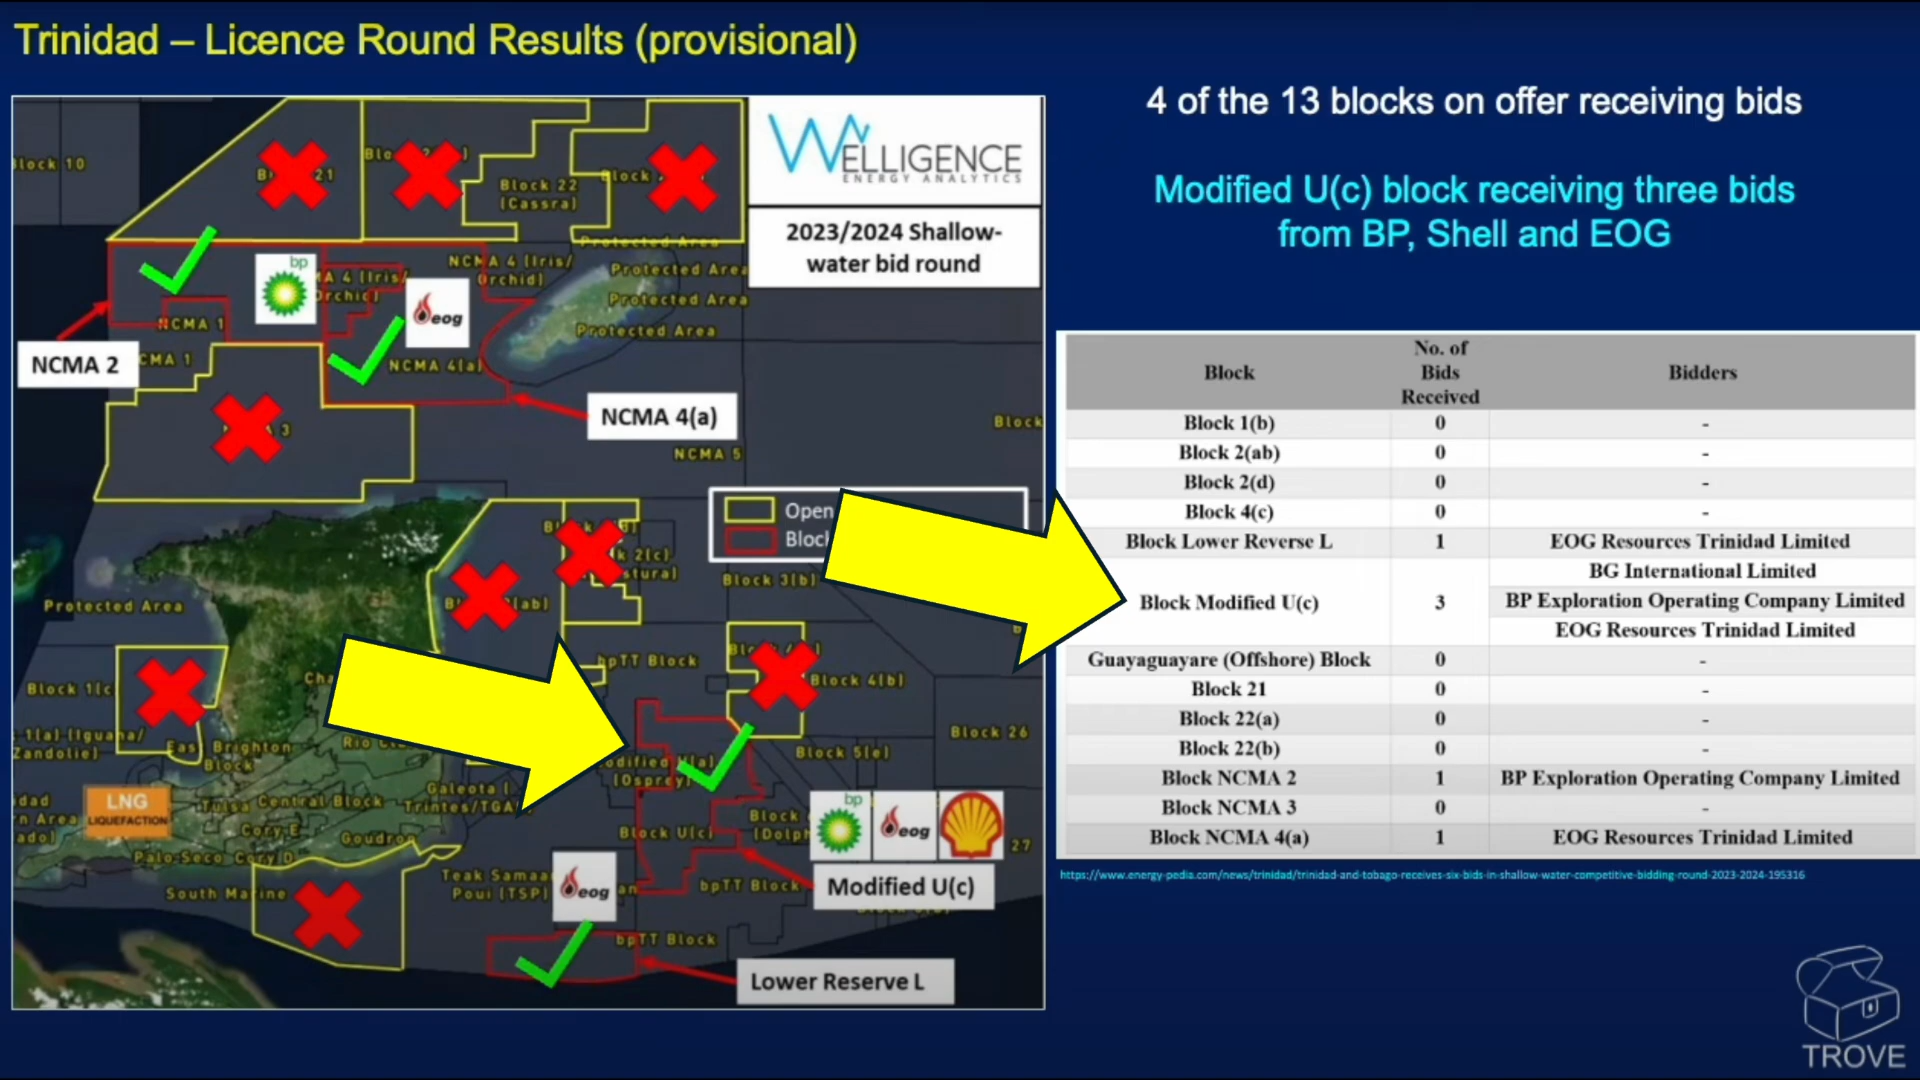 Trinidad – Licence Round Results (provisional)
4 of the 13 blocks on offer receiving bids
Modified U(c) block receiving three bids
from BP, Shell and EOG
WELLIGENCE
ENERGY ANALYTICS
2023/2024 Shallow-
water bid round
Block 22
(Cassra)
Protected Area
NCMA 4 (Iris/
Orchid)
Protected Area
Protected Area
Protected Area
bp
eog
NCMA 1
NCMA 2
NCMA 4(a)
NCMA 4(a)
Block
NCMA 5
Open
Block 3(b)
Protected Area
bpTT Block
Block 4(b)
Block 26
Block 5(e)
East Brighton
Block
LNG
LIQUEFACTION
Tulsa Central Block
Galeota
Trintes/TGA
Cory E
Goudron
Palo Seco Cory D
(Osprey)
Block U(c)
Block
bp
eog
27
Modified U(c)
bpTT Block
South Marine
Teak Samaa
Poui (TSP)
eog
bpTT Block
Lower Reserve L
Block No. of Bids Received Bidders
Block 1(b) 0 -
Block 2(ab) 0 -
Block 2(d) 0 -
Block 4(c) 0 -
Block Lower Reverse L 1 EOG Resources Trinidad Limited
BG International Limited
Block Modified U(c) 3 BP Exploration Operating Company Limited
EOG Resources Trinidad Limited
Guayaguayare (Offshore) Block 0 -
Block 21 0 -
Block 22(a) 0 -
Block 22(b) 0 -
Block NCMA 2 1 BP Exploration Operating Company Limited
Block NCMA 3 0 -
Block NCMA 4(a) 1 EOG Resources Trinidad Limited
https://www.energy-pedia.com/news/trinidad/trinidad-and-tobago-receives-six-bids-in-shallow-water-competitive-bidding-round-2023-2024-195316
TROVE